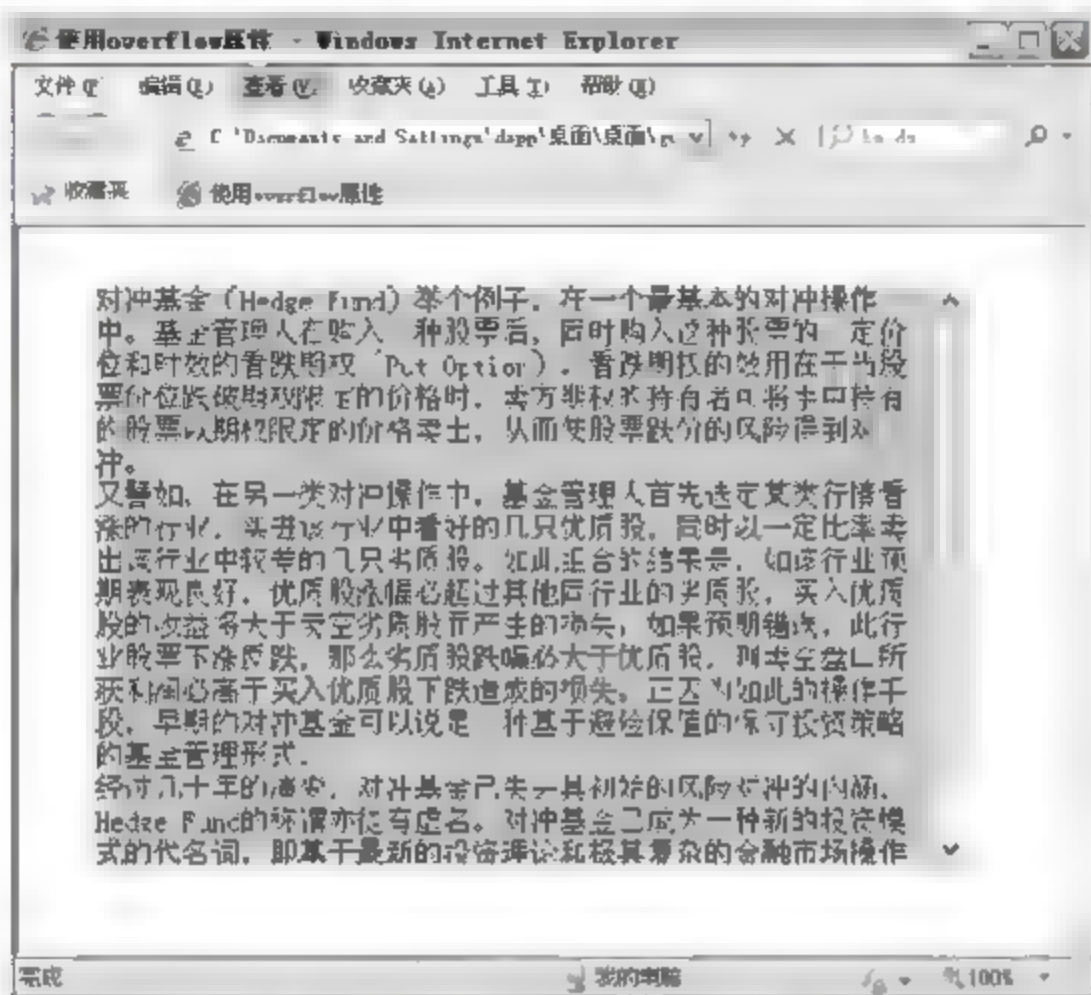 使用overflow属性 - Windows Internet Explorer
文件 编辑 查看 收藏夹(A) 工具(T) 帮助
Documents and Settings 桌面\桌面
收藏夹 使用overflow属性
对冲基金(Hedge Fund)举个例子,在一个最基本的对冲操作
中。基金管理人在购入一种股票后,同时购入这种股票的一定价
位和时效的看跌期权(Put Option)。看跌期权的效用在于当股
票价位跌破期权限定的价格时,卖方期权的持有者可将手中持有
的股票以期权限定的价格卖出,从而使股票跌价的风险得到对
冲。
又譬如,在另一类对冲操作中,基金管理人首先选定某类行情看
涨的行业,买进该行业中看好的几只优质股,同时以一定比率卖
出该行业中较差的几只劣质股。如此组合的结果是,如该行业预
期表现良好,优质股涨幅必超过其他同行业的劣质股,买入优质
股的收益将大于卖空劣质股而产生的损失;如果预期错误,此行
业股票下涨反跌,那么劣质股跌幅必大于优质股,则卖空盘口所
获利润必高于买入优质股下跌造成的损失。正因为如此的操作手
段,早期的对冲基金可以说是一种基于避险保值的保守投资策略
的基金管理形式。
经过几十年的演变,对冲基金已失去其初始的风险对冲的内涵,
Hedge Fund的称谓亦徒有虚名。对冲基金已成为一种新的投资模
式的代名词,即基于最新的投资理论和极其复杂的金融市场操作
完成 我的电脑 100%